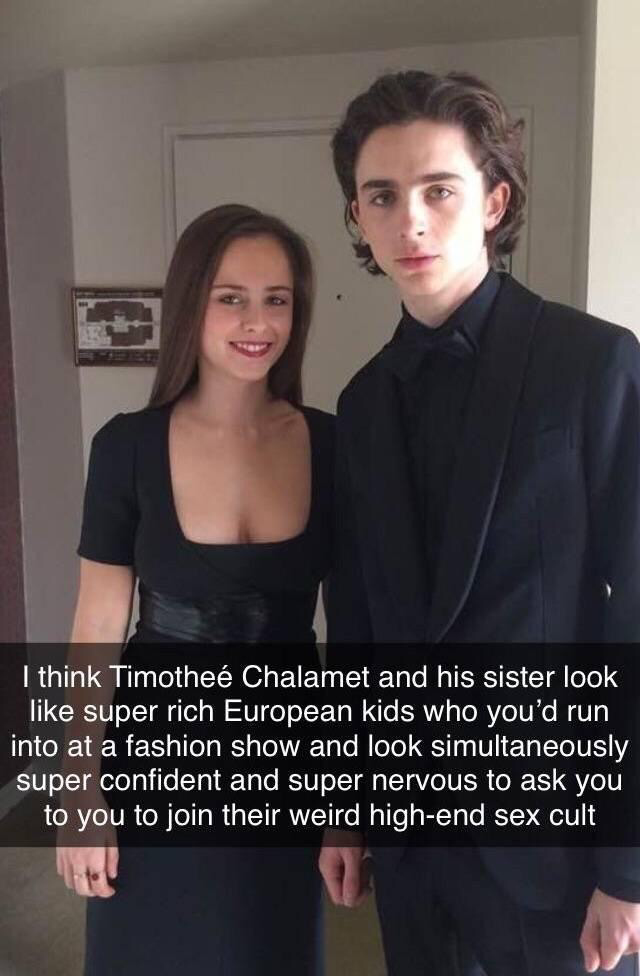 I think Timotheé Chalamet and his sister look
like super rich European kids who you’d run
into at a fashion show and look simultaneously
super confident and super nervous to ask you
to you to join their weird high-end sex cult